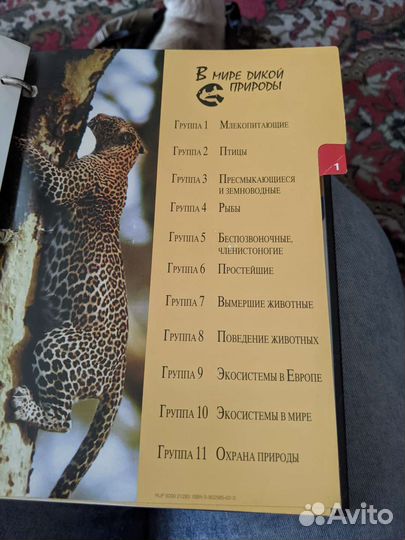 В МИРЕ ДИКОЙ
ПРИРОДЫ
ГРУППА 1 МЛЕКОПИТАЮЩИЕ
ГРУППА 2 ПТИЦЫ
ГРУППА 3 ПРЕСМЫКАЮЩИЕСЯ
И ЗЕМНОВОДНЫЕ
ГРУППА 4 РЫБЫ
ГРУППА 5 БЕСПОЗВОНОЧНЫЕ,
ЧЛЕНИСТОНОГИЕ
ГРУППА 6 ПРОСТЕЙШИЕ
ГРУППА 7 ВЫМЕРШИЕ ЖИВОТНЫЕ
ГРУППА 8 ПОВЕДЕНИЕ ЖИВОТНЫХ
ГРУППА 9 ЭКОСИСТЕМЫ В ЕВРОПЕ
ГРУППА 10 ЭКОСИСТЕМЫ В МИРЕ
ГРУППА 11 ОХРАНА ПРИРОДЫ
1
Avito